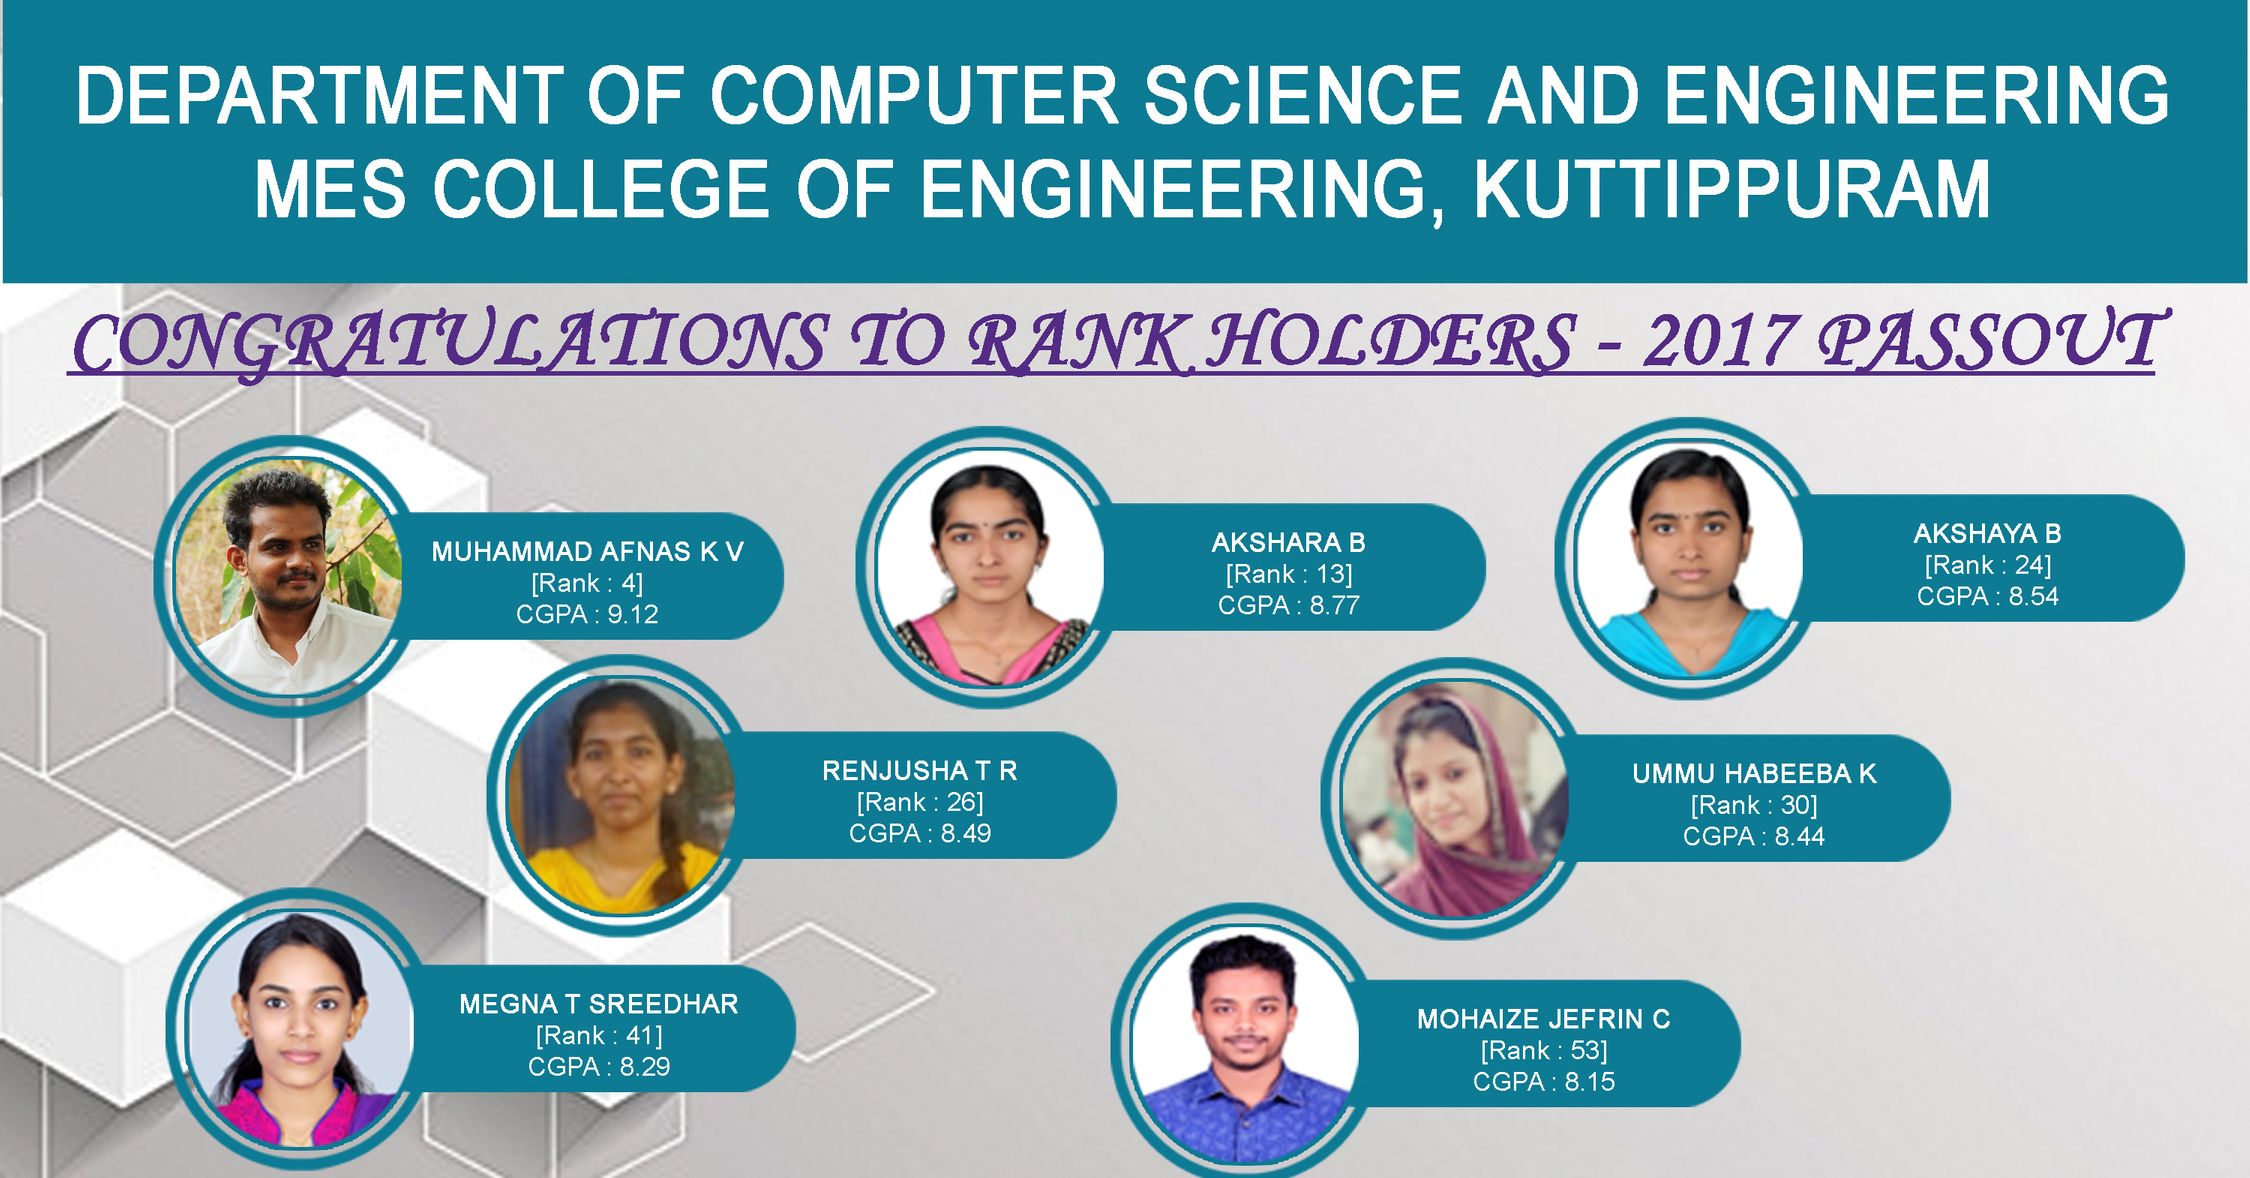 DEPARTMENT OF COMPUTER SCIENCE AND ENGINEERING
MES COLLEGE OF ENGINEERING, KUTTIPPURAM
CONGRATULATIONS TO RANK HOLDERS - 2017 PASSOUT
MUHAMMAD AFNAS K V
[Rank : 4]
CGPA : 9.12
AKSHARA B
[Rank : 13]
CGPA : 8.77
AKSHAYA B
[Rank : 24]
CGPA : 8.54
RENJUSHA T R
[Rank : 26]
CGPA : 8.49
UMMU HABEEBA K
[Rank : 30]
CGPA : 8.44
MEGNA T SREEDHAR
[Rank : 41]
CGPA : 8.29
MOHAIZE JEFRIN C
[Rank : 53]
CGPA : 8.15